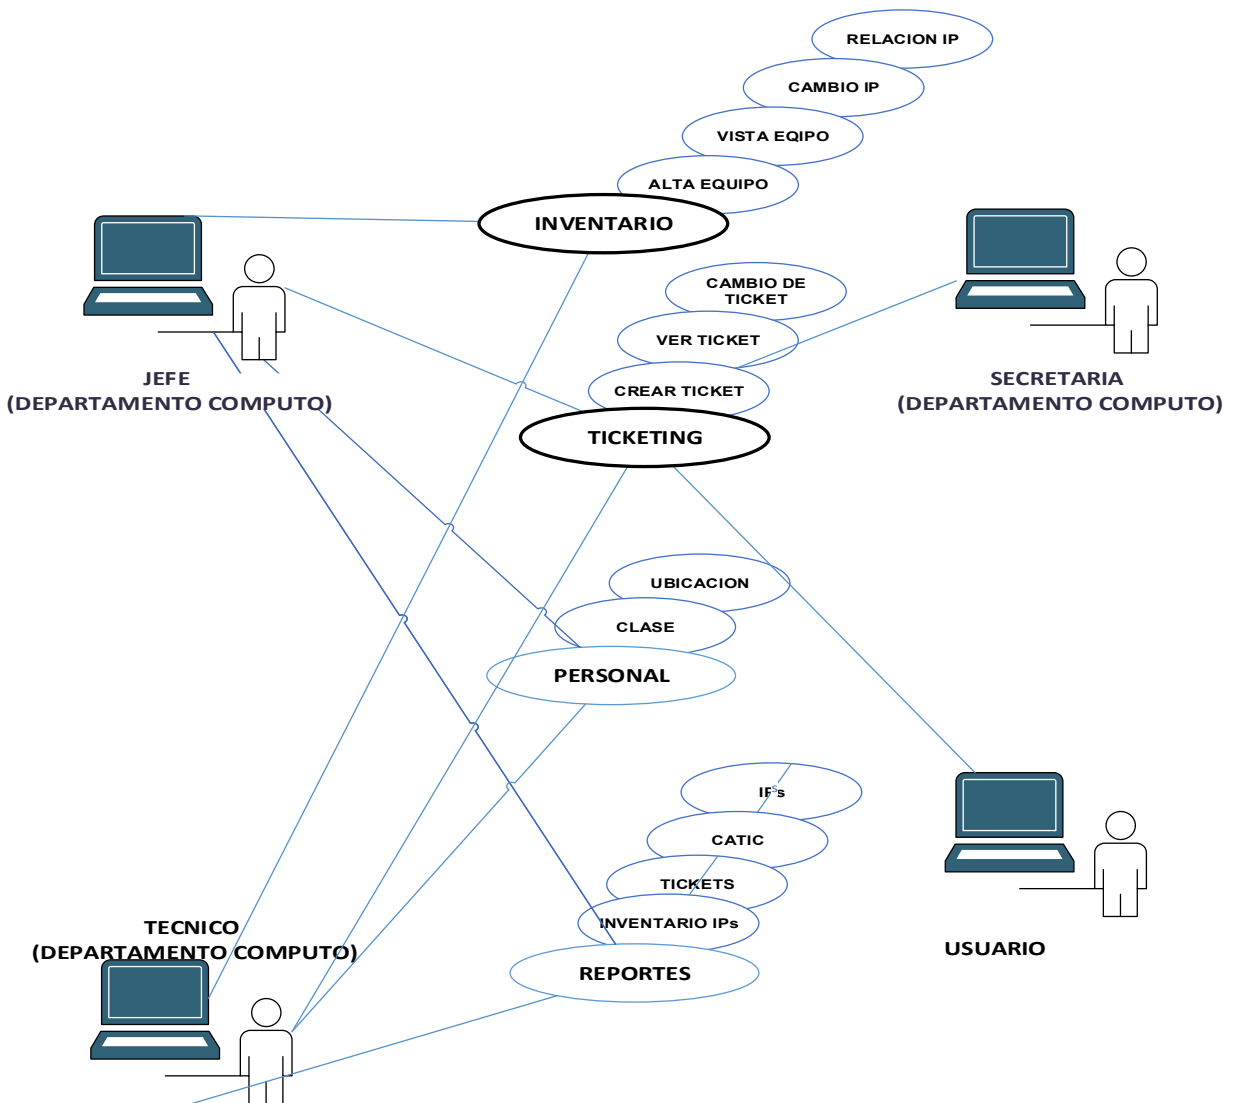 RELACION IP
CAMBIO IP
VISTA EQIPO
ALTA EQUIPO
INVENTARIO
CAMBIO DE
TICKET
VER TICKET
CREAR TICKET
TICKETING
JEFE
(DEPARTAMENTO COMPUTO)
SECRETARIA
(DEPARTAMENTO COMPUTO)
UBICACION
CLASE
PERSONAL
IPs
s
CATIC
TICKETS
INVENTARIO IPs
REPORTES
TECNICO
(DEPARTAMENTO COMPUTO)
USUARIO